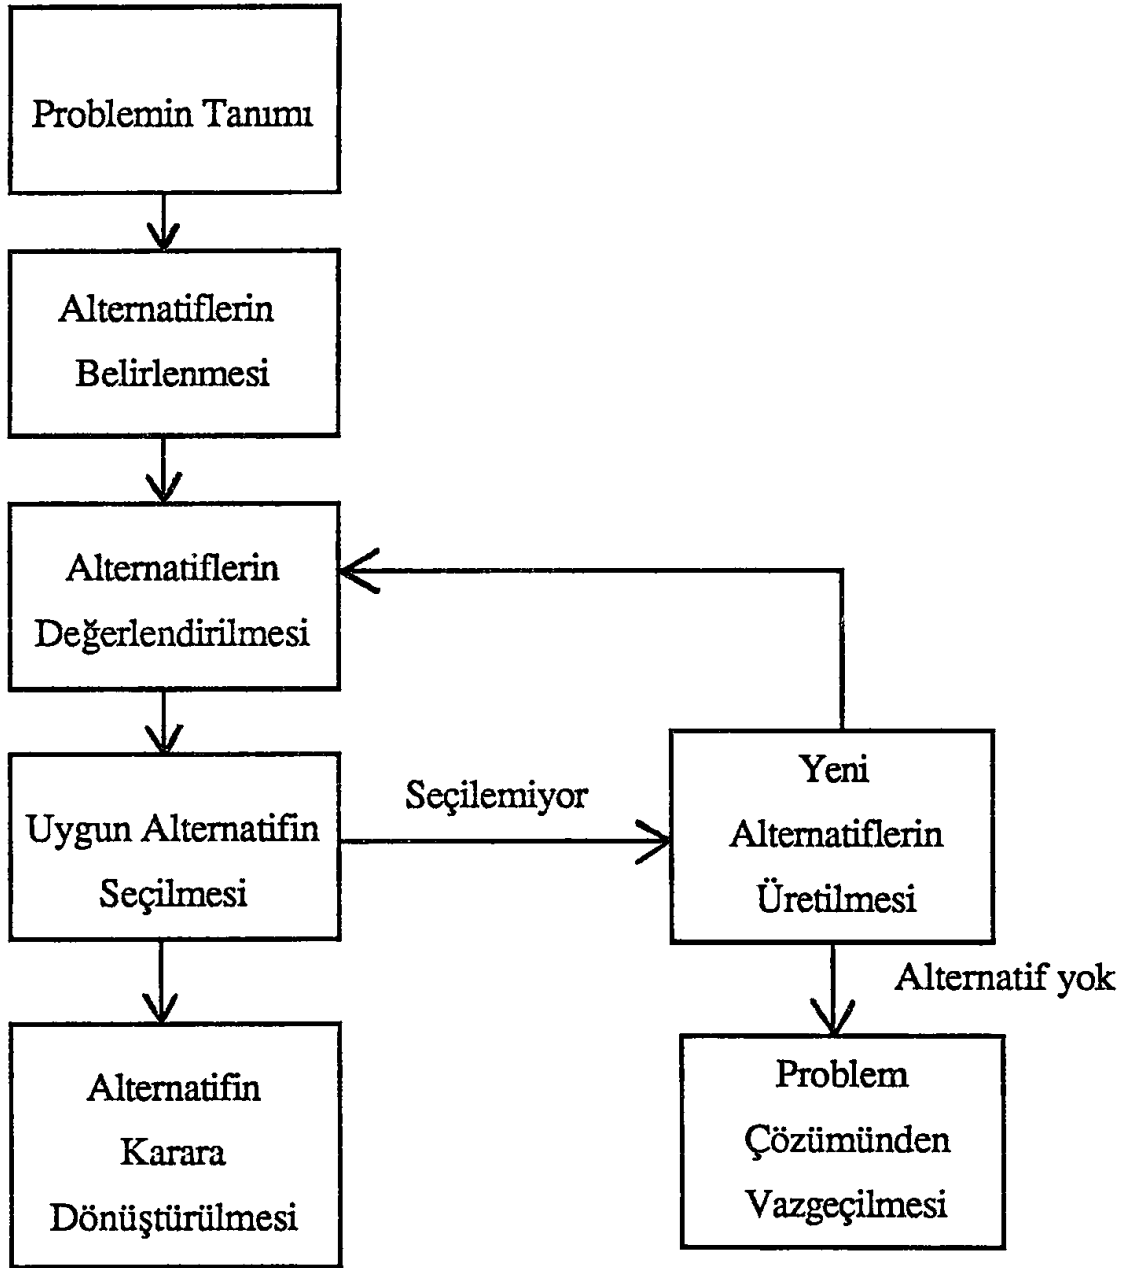 Problemin Tanımı
Alternatiflerin
Belirlenmesi
Alternatiflerin
Değerlendirilmesi
Uygun Alternatifin
Seçilmesi
Seçilemiyor
Yeni
Alternatiflerin
Üretilmesi
Alternatif yok
Alternatifin
Karara
Dönüştürülmesi
Problem
Çözümünden
Vazgeçilmesi